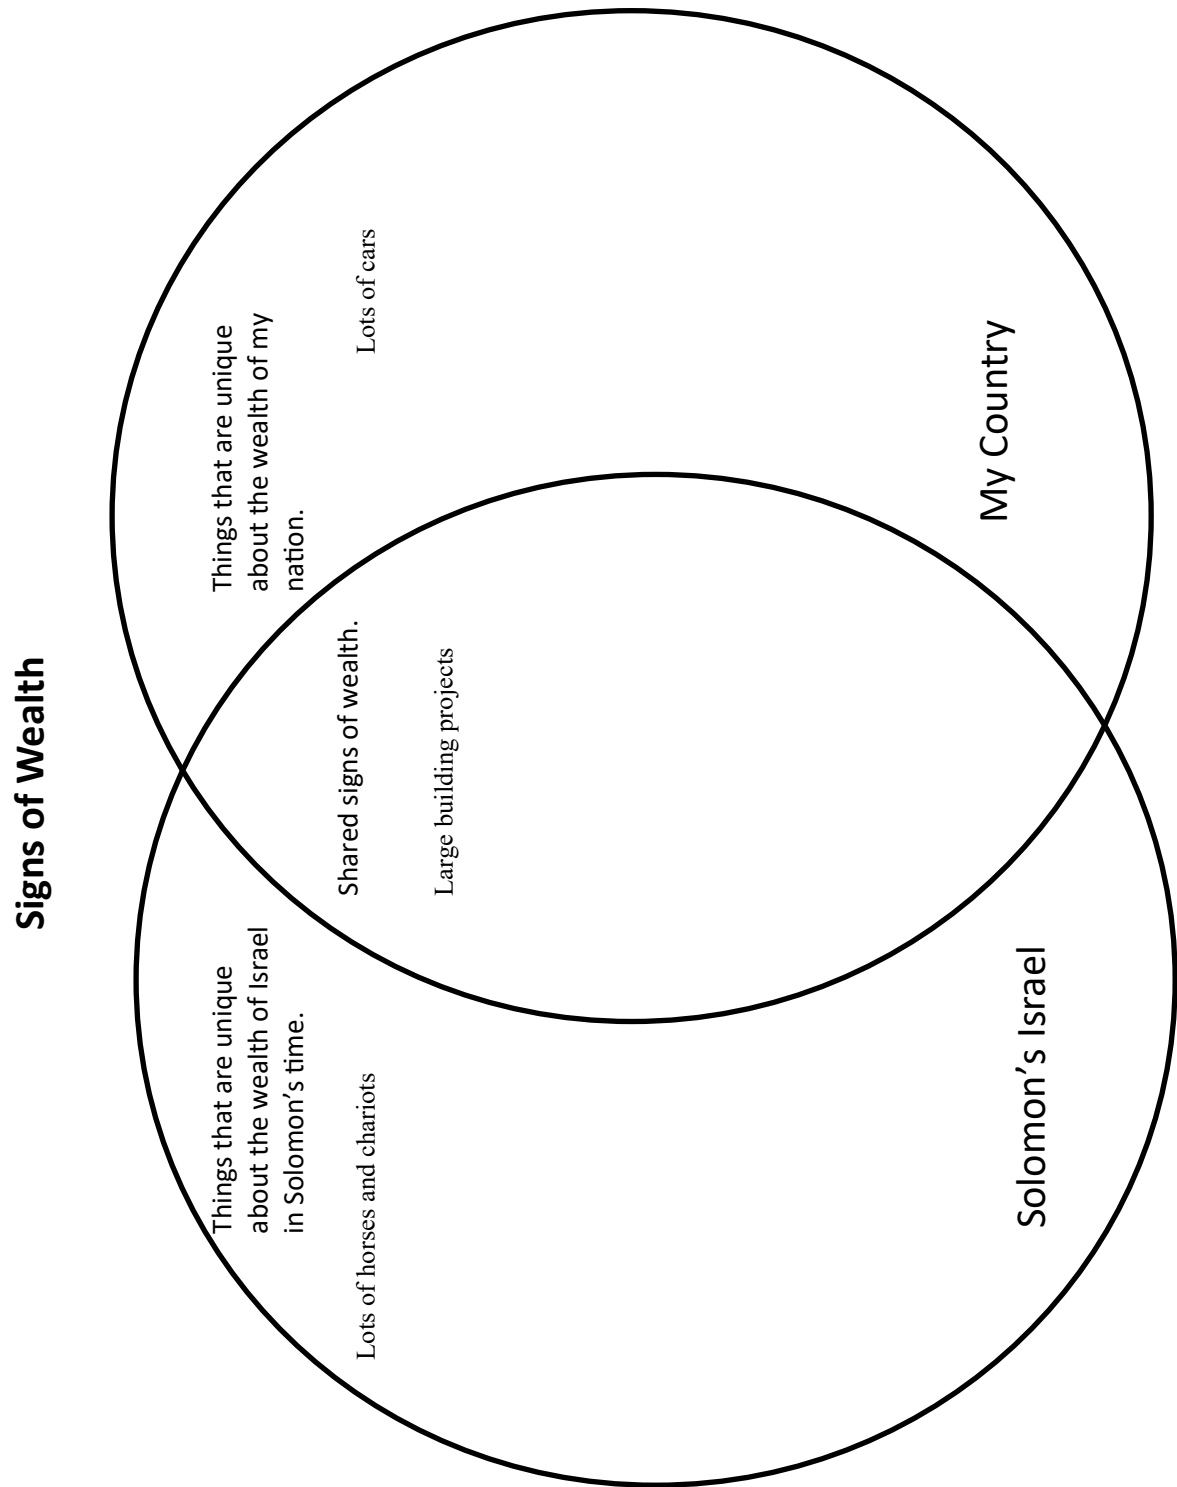 Signs of Wealth
Things that are unique
about the wealth of Israel
in Solomon’s time.
Lots of horses and chariots
Solomon’s Israel
Shared signs of wealth.
Large building projects
Things that are unique
about the wealth of my
nation.
Lots of cars
My Country